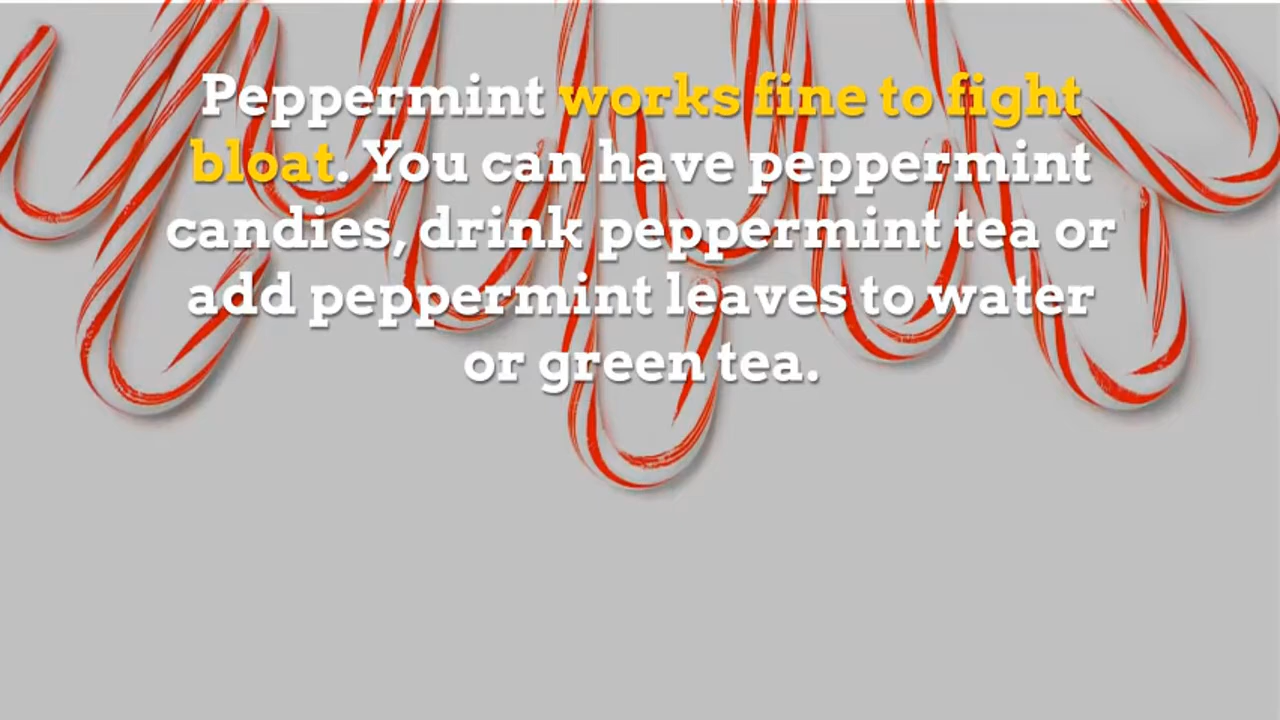 Peppermint works fine to fight
bloat. You can have peppermint
candies, drink peppermint tea or
add peppermint leaves to water
or green tea.